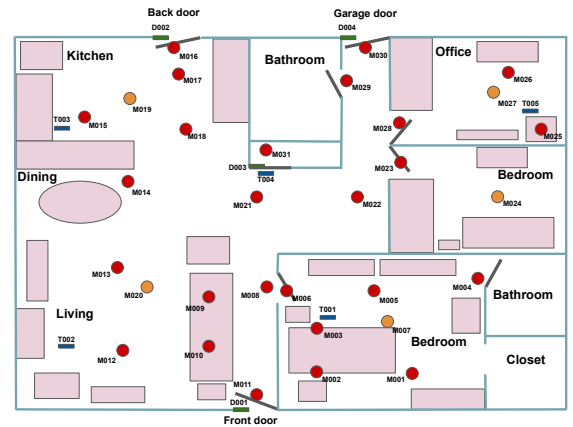 Back door
D002
Garage door
D004
Kitchen
M016
Bathroom
M030
Office
M017
M029
M026
M019
M027
T003
M015
M018
M028
T005
M025
M031
D003
T004
M023
Dining
M014
Bedroom
M021
M022
M024
M013
M020
M008
M006
M005
M004
Bathroom
Living
M009
T001
M003
M007
T002
M012
M010
Bedroom
Closet
M011
M002
M001
D001
Front door